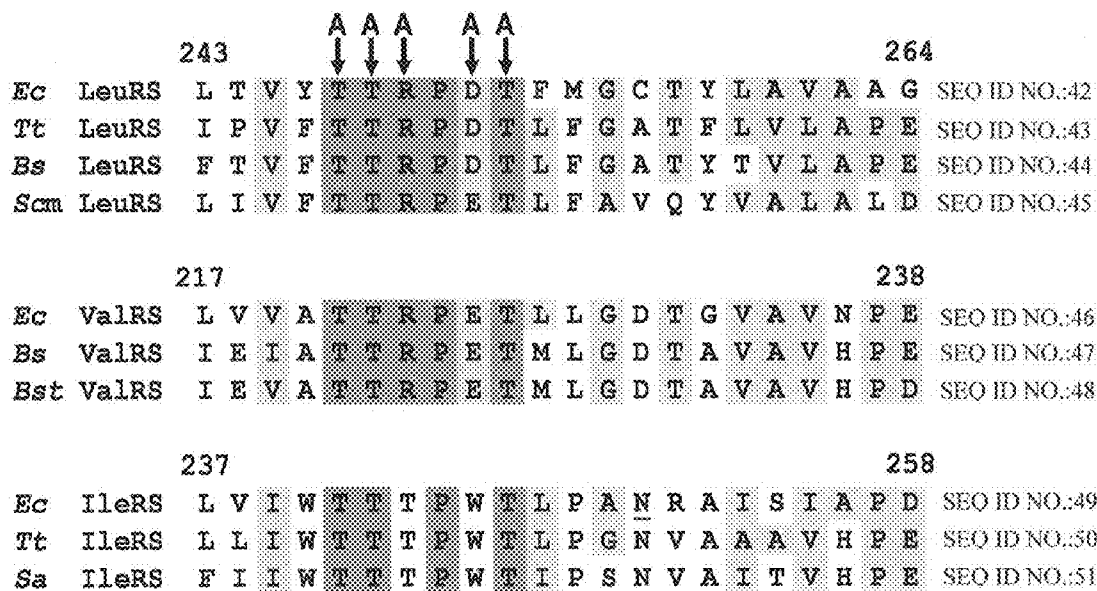 A A A A A
243 264
Ec LeuRS L T V Y T T R P D T F M G C T Y L A V A A G SEQ ID NO.:42
Tt LeuRS I P V F T T R P D T L F G A T F L V L A P E SEQ ID NO.:43
Bs LeuRS F T V F T T R P D T L F G A T Y T V L A P E SEQ ID NO.:44
Scm LeuRS L I V F T T R P E T L F A V Q Y V A L A L D SEQ ID NO.:45
217 238
Ec ValRS L V V A T T R P E T L L G D T G V A V N P E SEQ ID NO.:46
Bs ValRS I E I A T T R P E T M L G D T A V A V H P E SEQ ID NO.:47
Bst ValRS I E V A T T R P E T M L G D T A V A V H P D SEQ ID NO.:48
237 258
Ec IleRS L V I W T T T P W T L P A N R A I S I A P D SEQ ID NO.:49
Tt IleRS L L I W T T T P W T L P G N V A A A V H P E SEQ ID NO.:50
Sa IleRS F I I W T T T P W T I P S N V A I T V H P E SEQ ID NO.:51